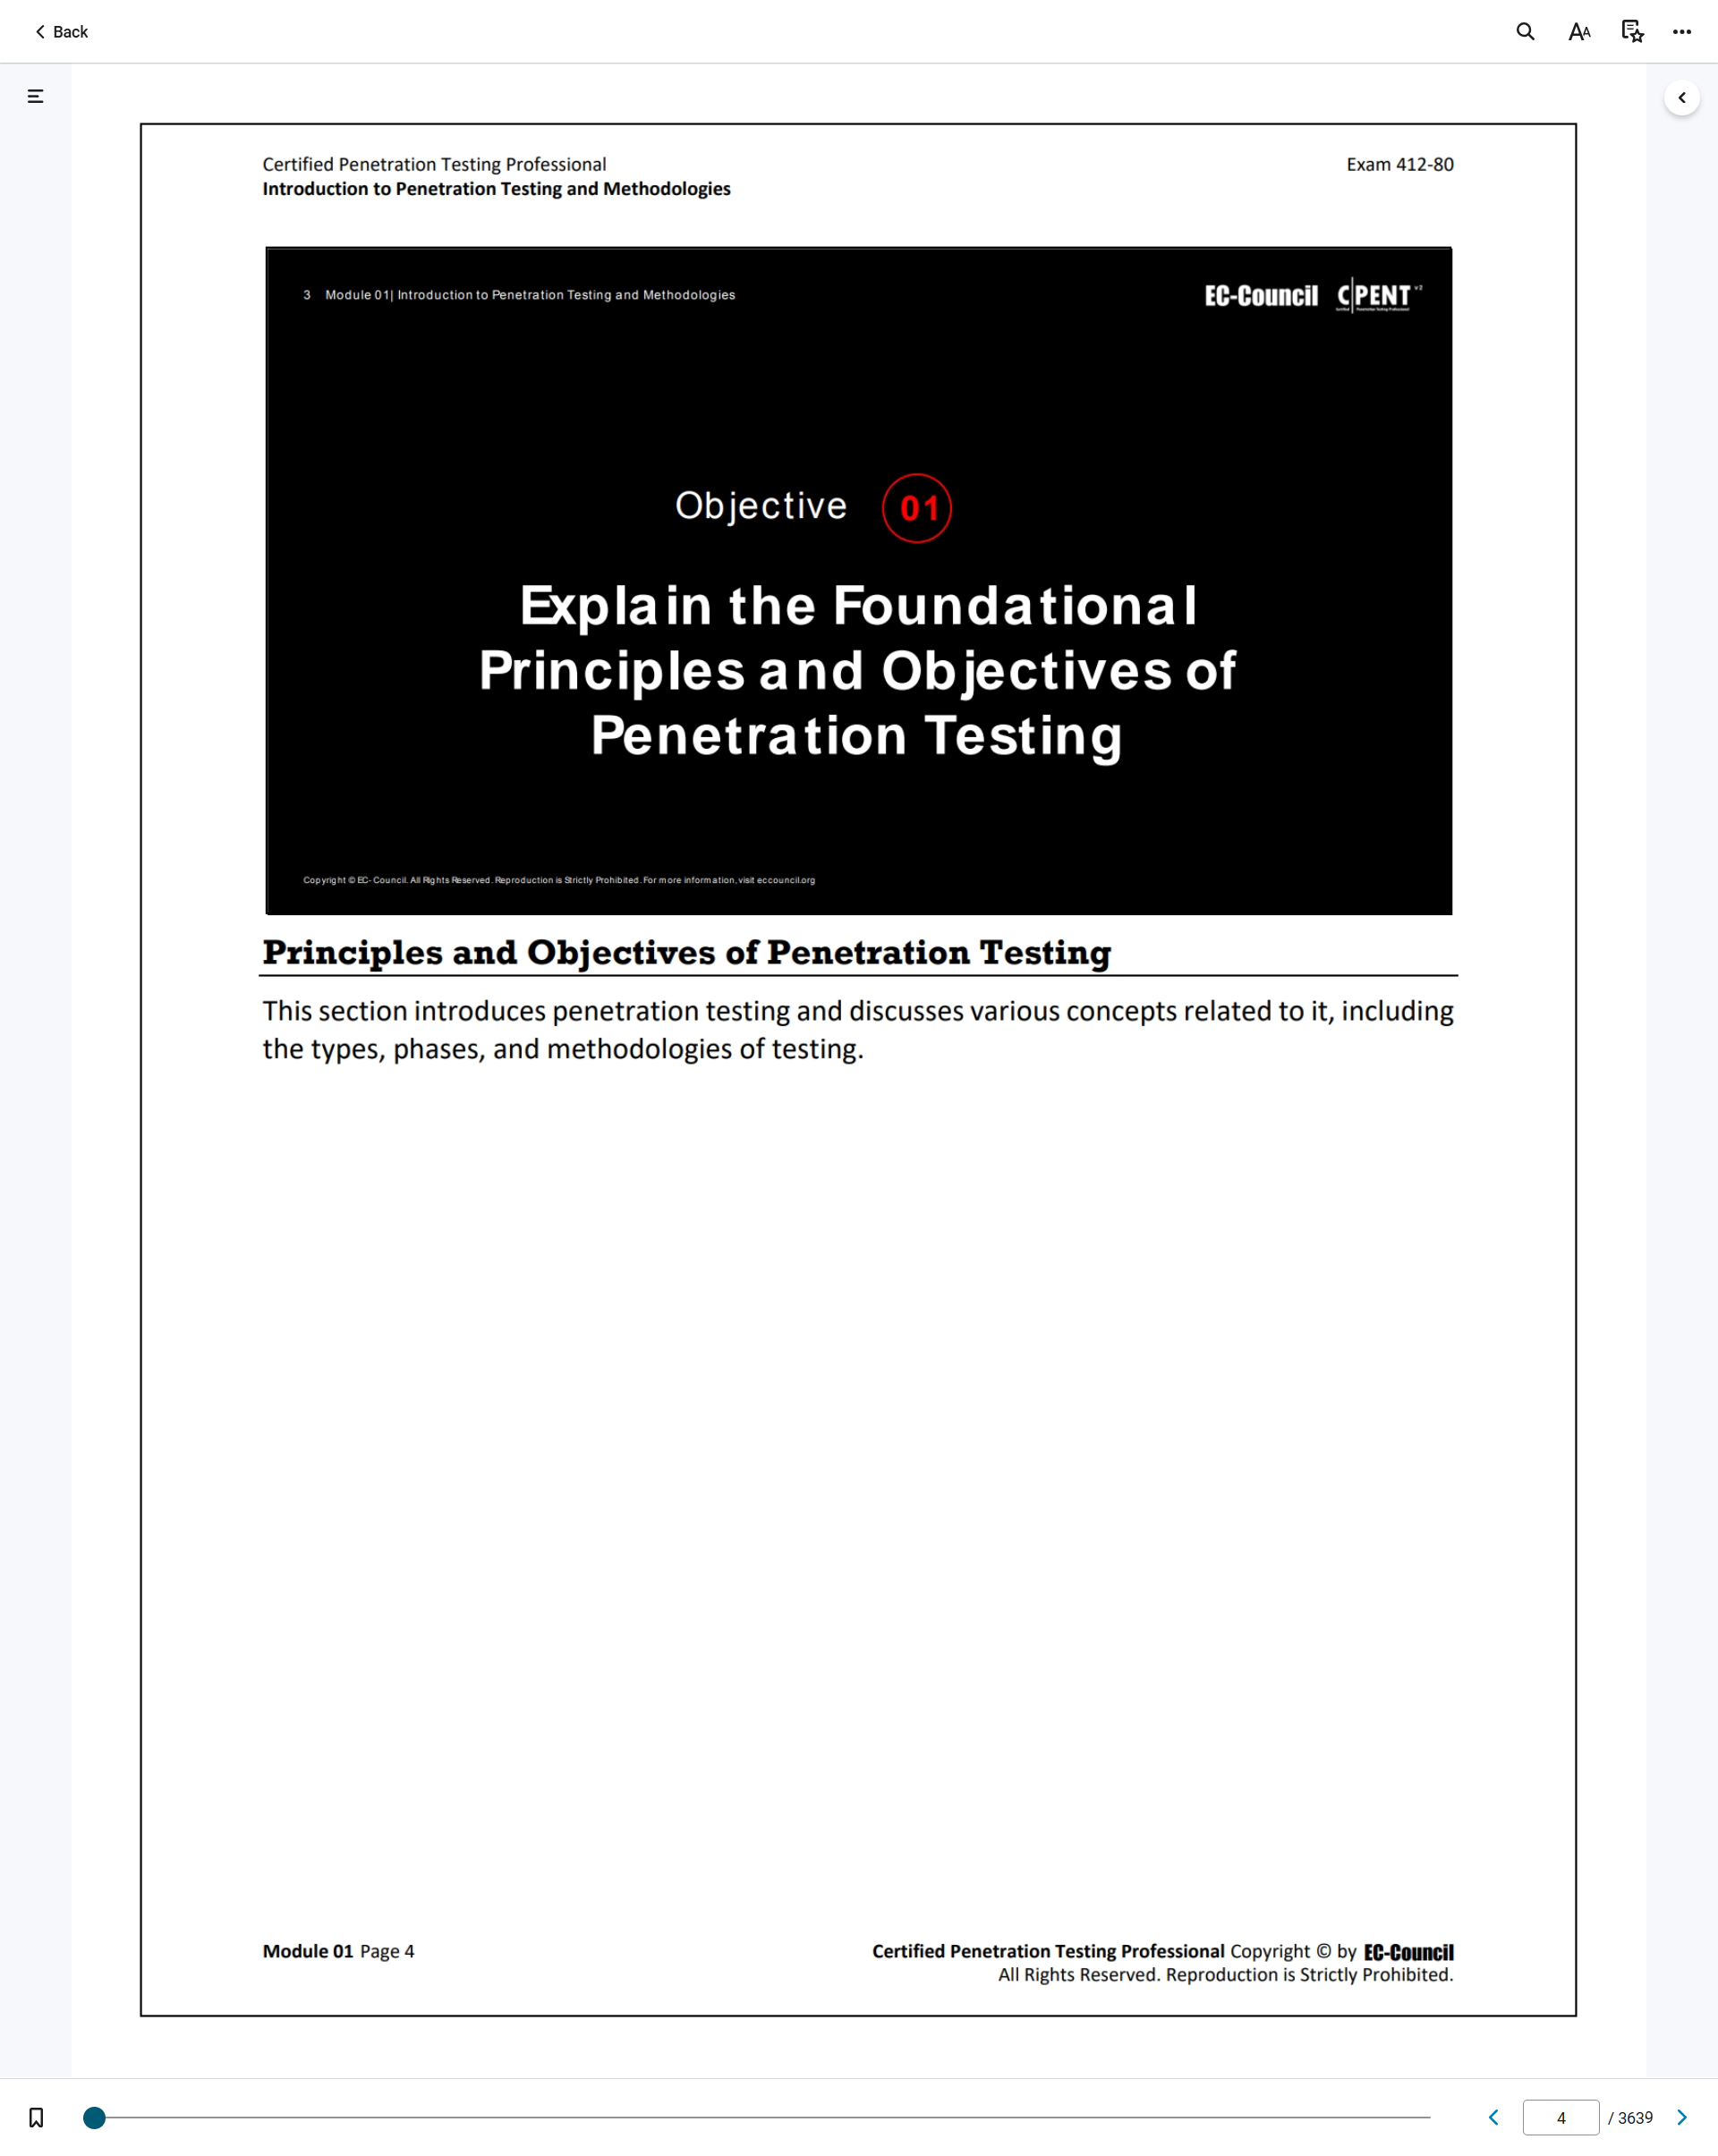 Back
AA
Certified Penetration Testing Professional
Exam 412-80
Introduction to Penetration Testing and Methodologies
3 Module 01| Introduction to Penetration Testing and Methodologies
EC-Council C|PENT v2
Objective 01
Explain the Foundational
Principles and Objectives of
Penetration Testing
Copyright © EC-Council. All Rights Reserved. Reproduction is Strictly Prohibited. For more information, visit eccouncil.org
Principles and Objectives of Penetration Testing
This section introduces penetration testing and discusses various concepts related to it, including
the types, phases, and methodologies of testing.
Module 01 Page 4
Certified Penetration Testing Professional Copyright © by EC-Council
All Rights Reserved. Reproduction is Strictly Prohibited.
4 / 3639